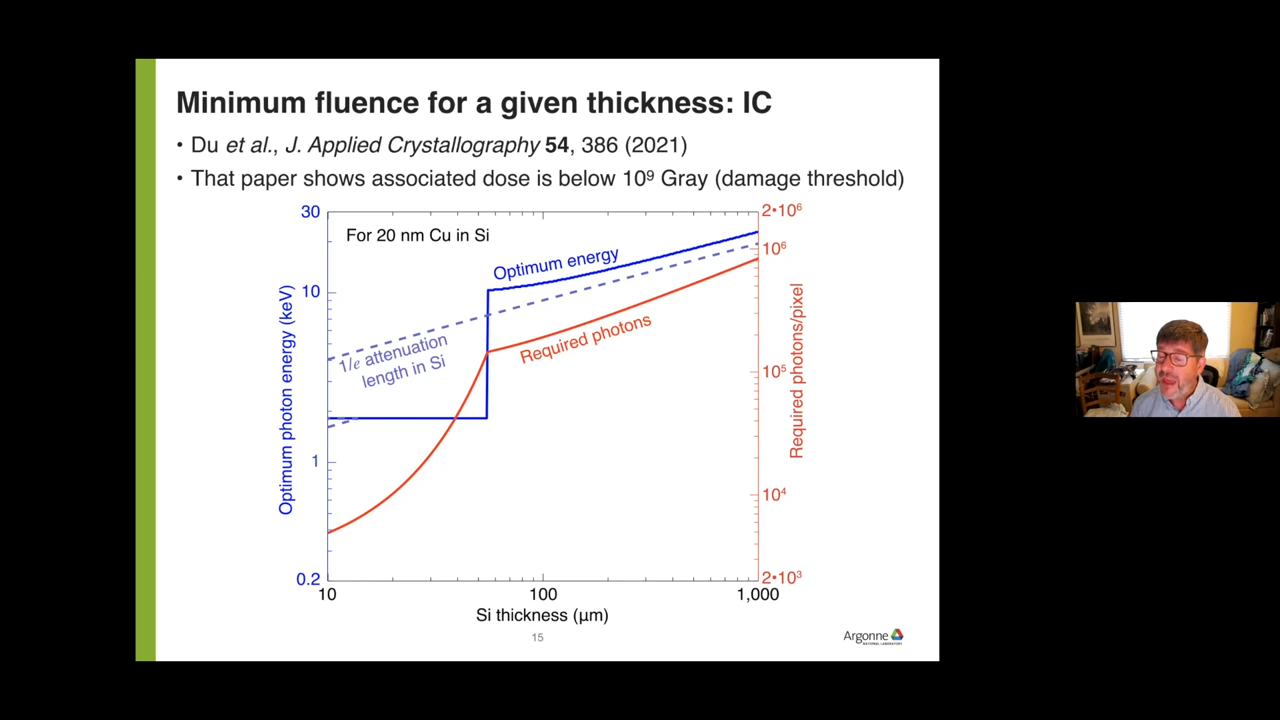 Minimum fluence for a given thickness: IC
• Du et al., J. Applied Crystallography 54, 386 (2021)
• That paper shows associated dose is below 10⁹ Gray (damage threshold)
For 20 nm Cu in Si
Optimum energy
1/e attenuation
length in Si
Required photons
Optimum photon energy (keV)
30
10
1
0.2
2•10⁶
10⁶
10⁵
10⁴
2•10³
Required photons/pixel
10
100
1,000
Si thickness (µm)
15
Argonne
NATIONAL LABORATORY